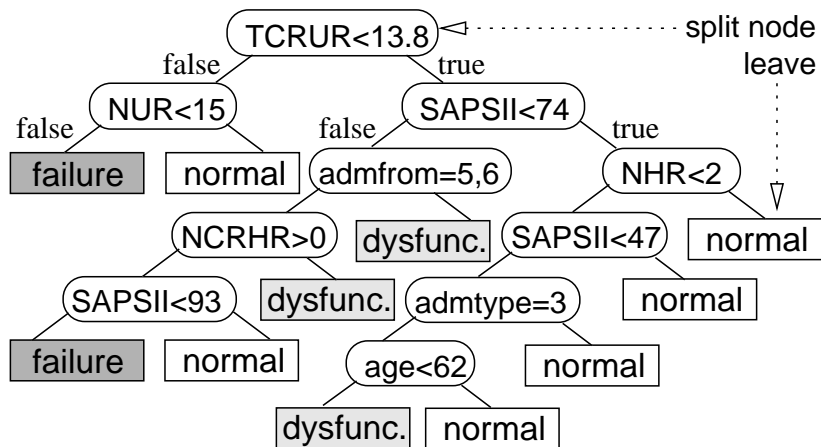 TCRUR<13.8
split node
leave
false
true
NUR<15
SAPSII<74
false
false
true
failure
normal
admfrom=5,6
NHR<2
NCRHR>0
dysfunc.
SAPSII<47
normal
SAPSII<93
dysfunc.
admtype=3
normal
failure
normal
age<62
normal
dysfunc.
normal